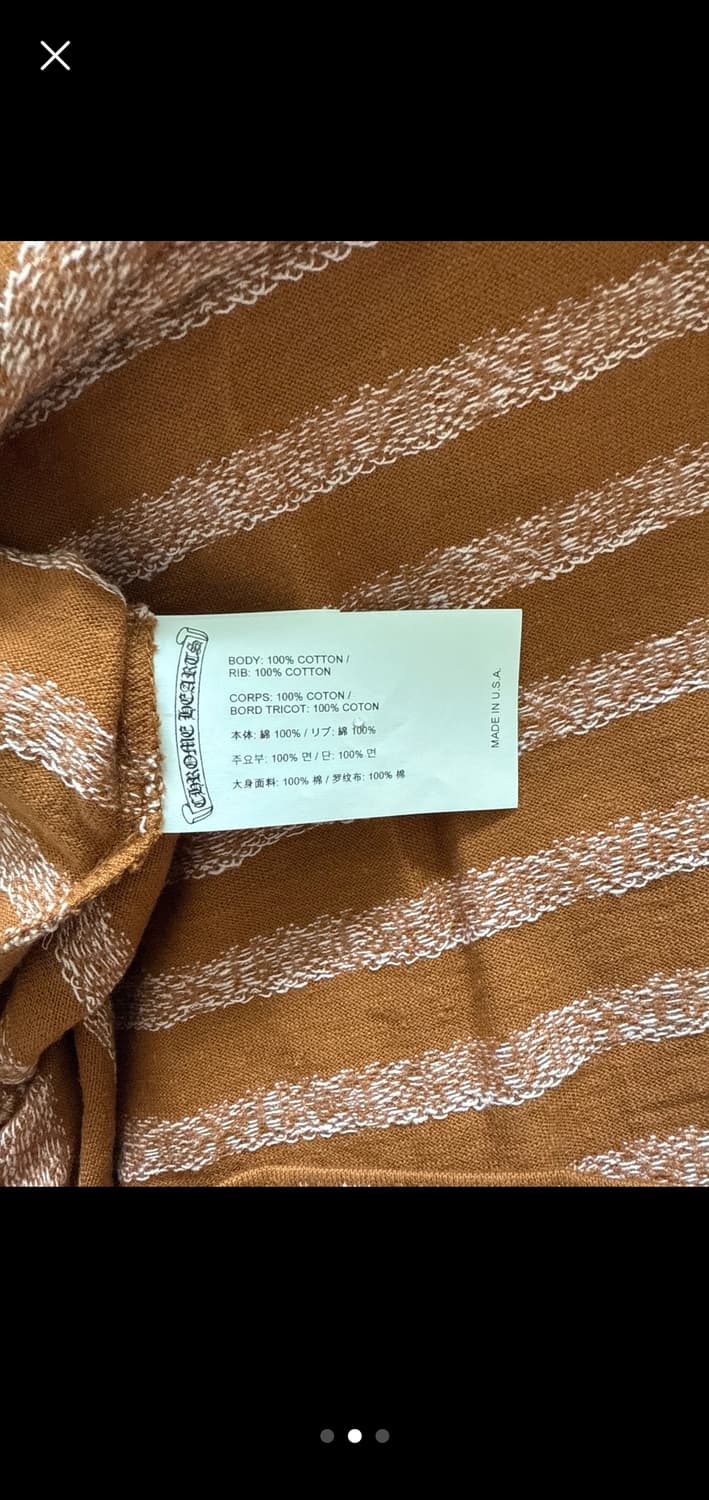 CHROME HEARTS
BODY: 100% COTTON /
RIB: 100% COTTON
CORPS: 100% COTON /
BORD TRICOT: 100% COTON
本体: 綿 100% / リブ: 綿 100%
주요부: 100% 면 / 단: 100% 면
大身面料: 100% 棉 / 罗纹布: 100% 棉
MADE IN U.S.A.